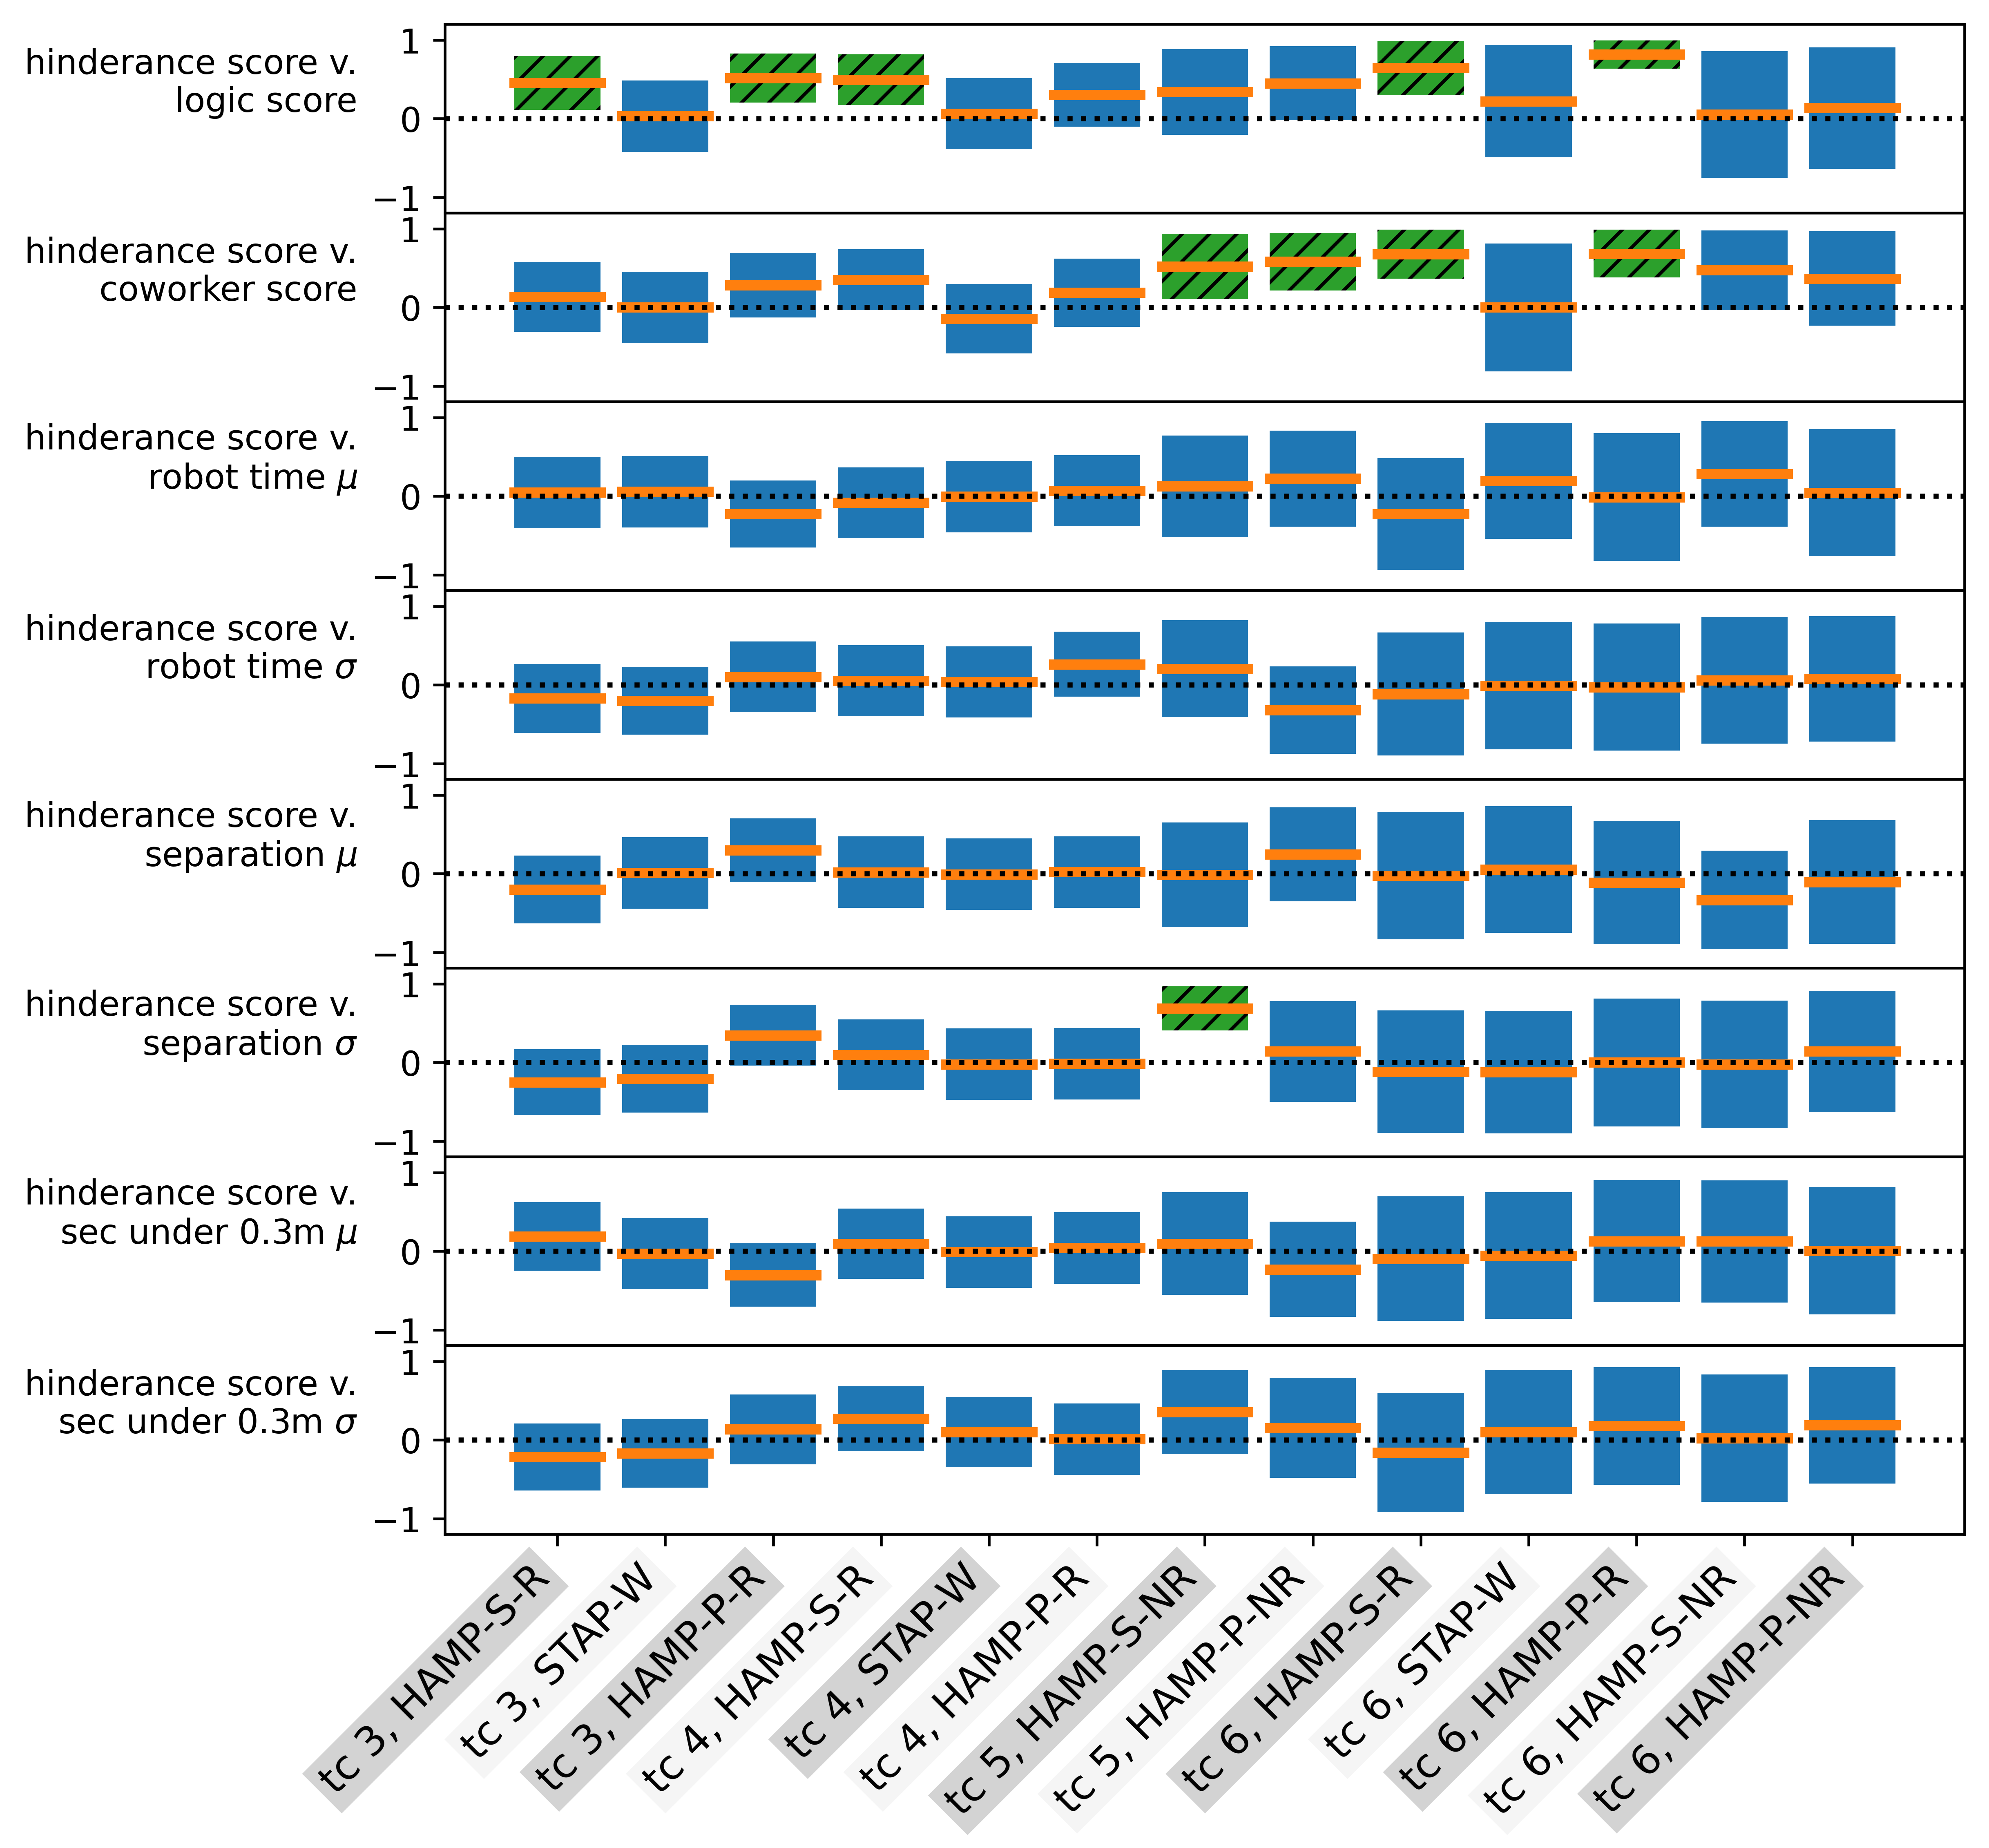 hinderance score v.
logic score
1
0
−1
hinderance score v.
coworker score
1
0
−1
hinderance score v.
robot time μ
1
0
−1
hinderance score v.
robot time σ
1
0
−1
hinderance score v.
separation μ
1
0
−1
hinderance score v.
separation σ
1
0
−1
hinderance score v.
sec under 0.3m μ
1
0
−1
hinderance score v.
sec under 0.3m σ
1
0
−1
tc 3, HAMP-S-R
tc 3, STAP-W
tc 3, HAMP-P-R
tc 4, HAMP-S-R
tc 4, STAP-W
tc 4, HAMP-P-R
tc 5, HAMP-S-NR
tc 5, HAMP-P-NR
tc 6, HAMP-S-R
tc 6, STAP-W
tc 6, HAMP-P-R
tc 6, HAMP-S-NR
tc 6, HAMP-P-NR